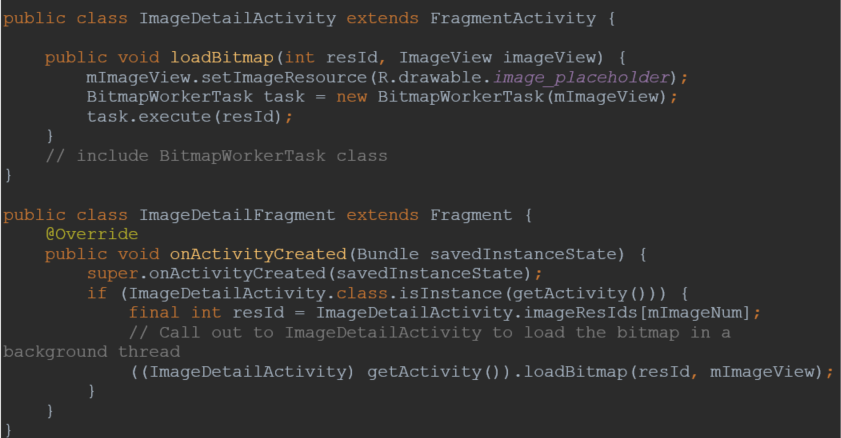 public class ImageDetailActivity extends FragmentActivity {
    public void loadBitmap(int resId, ImageView imageView) {
        mImageView.setImageResource(R.drawable.image_placeholder);
        BitmapWorkerTask task = new BitmapWorkerTask(mImageView);
        task.execute(resId);
    }
    // include BitmapWorkerTask class
}
public class ImageDetailFragment extends Fragment {
    @Override
    public void onActivityCreated(Bundle savedInstanceState) {
        super.onActivityCreated(savedInstanceState);
        if (ImageDetailActivity.class.isInstance(getActivity())) {
            final int resId = ImageDetailActivity.imageResIds[mImageNum];
            // Call out to ImageDetailActivity to load the bitmap in a
background thread
            ((ImageDetailActivity) getActivity()).loadBitmap(resId, mImageView);
        }
    }
}